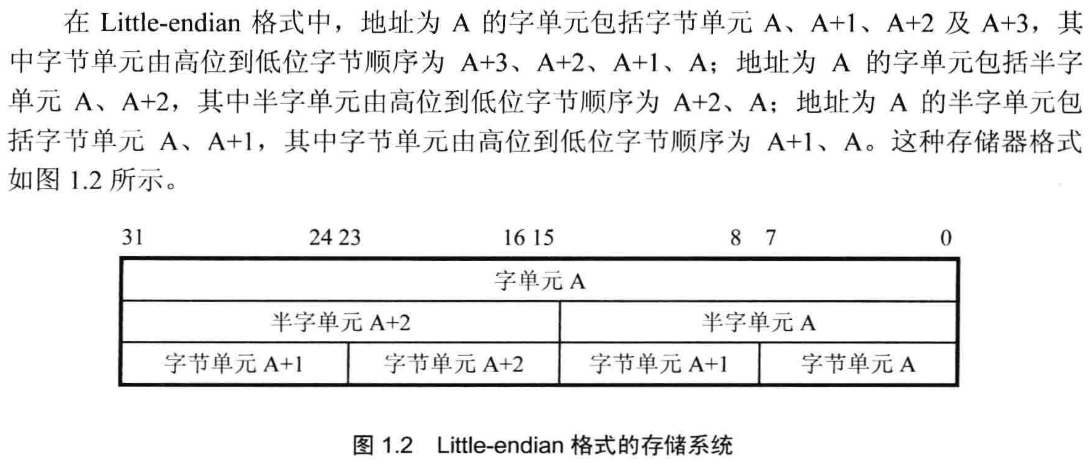 在 Little-endian 格式中，地址为 A 的字单元包括字节单元 A、A+1、A+2 及 A+3，其
中字节单元由高位到低位字节顺序为 A+3、A+2、A+1、A；地址为 A 的字单元包括半字
单元 A、A+2，其中半字单元由高位到低位字节顺序为 A+2、A；地址为 A 的半字单元包
括字节单元 A、A+1，其中字节单元由高位到低位字节顺序为 A+1、A。这种存储器格式
如图 1.2 所示。
31 24 23 16 15 8 7 0
字单元 A
半字单元 A+2 半字单元 A
字节单元 A+1 字节单元 A+2 字节单元 A+1 字节单元 A
图 1.2 Little-endian 格式的存储系统